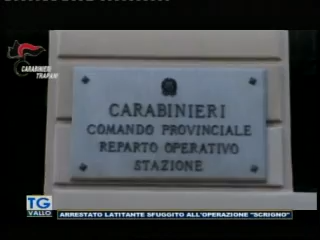 CARABINIERI
TRAPANI
CARABINIERI
COMANDO PROVINCIALE
REPARTO OPERATIVO
STAZIONE
TG
VALLO
ARRESTATO LATITANTE SFUGGITO ALL'OPERAZIONE "SCRIGNO"